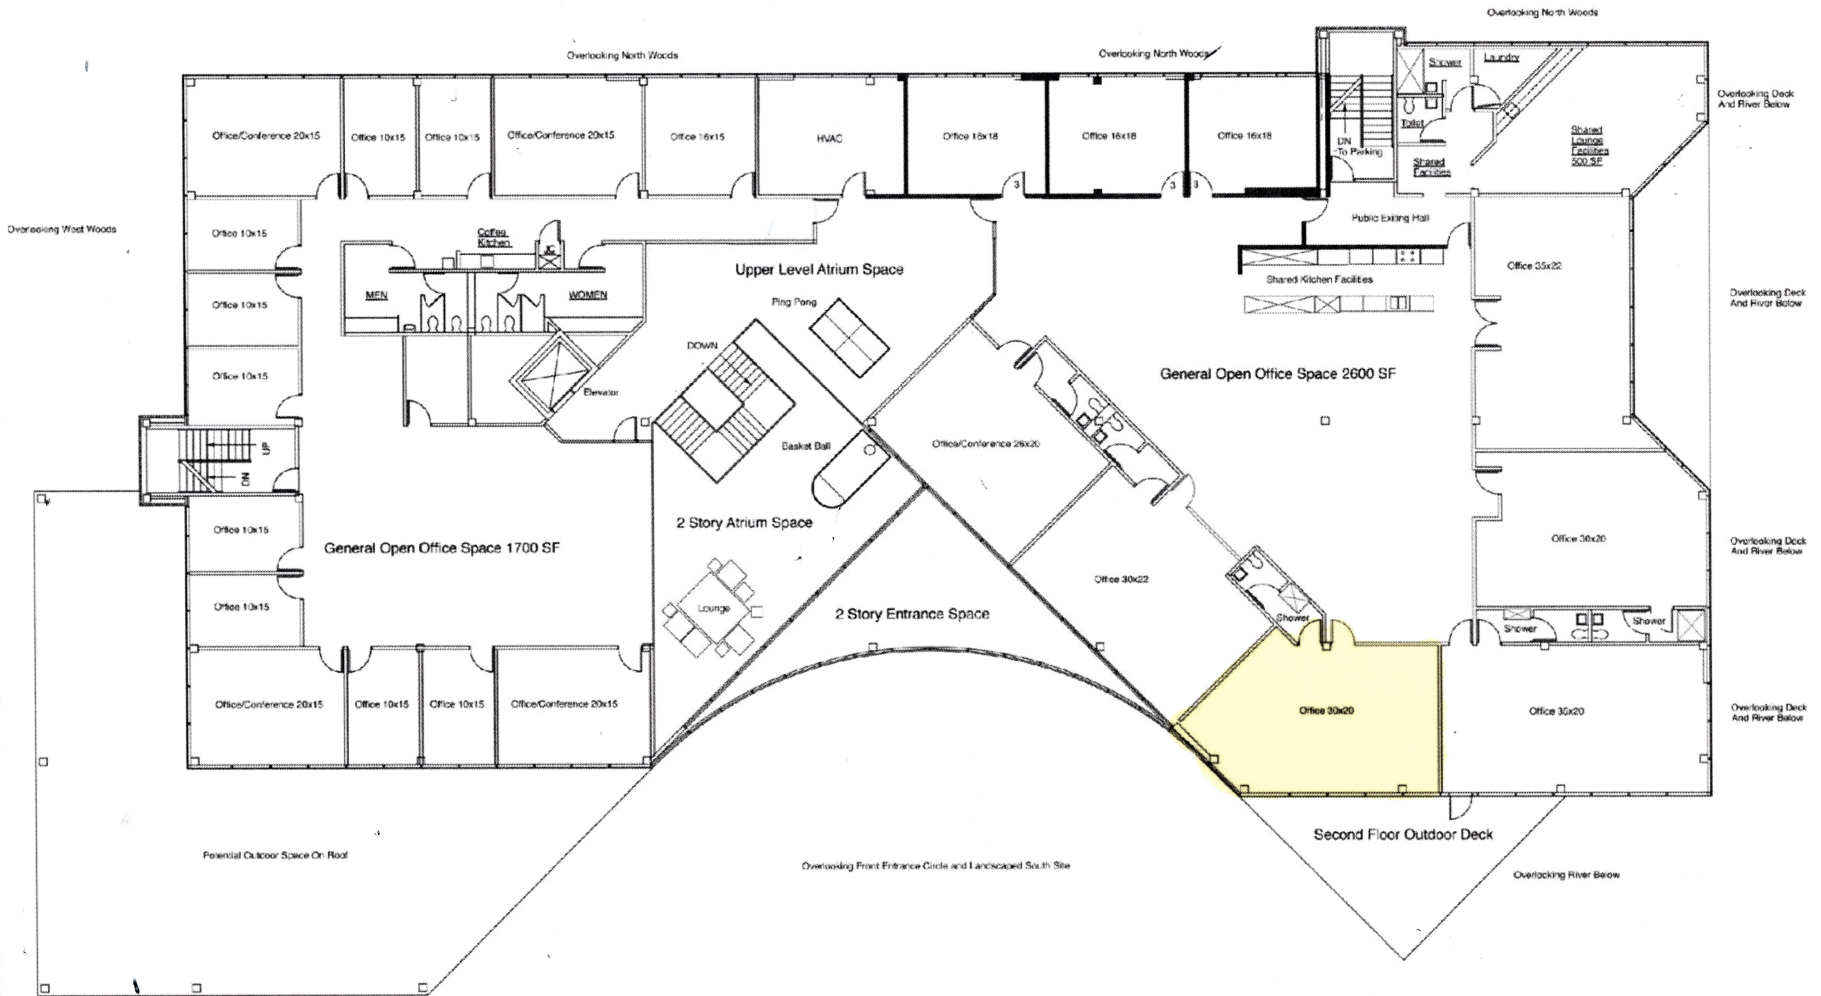 Overlooking North Woods
Overlooking North Woods
Overlooking North Woods
Shower
Laundry
Overlooking Deck
And River Below
Office/Conference 20x15
Office 10x15
Office 10x15
Office/Conference 20x15
Office 16x15
HVAC
Office 16x18
Office 16x18
Office 16x18
DN
To Parking
Toilet
Shared
Facilities
Shared
Lounge
Facilities
500 SF
3
3
3
Overlooking West Woods
Office 10x15
Coffee
Kitchen
JC
Public Exiting Hall
Upper Level Atrium Space
Shared Kitchen Facilities
Office 35x22
MEN
WOMEN
Ping Pong
Office 10x15
Overlooking Deck
And River Below
DOWN
Office 10x15
Elevator
General Open Office Space 2600 SF
UP
DN
Basket Ball
Office/Conference 26x20
Office 10x15
General Open Office Space 1700 SF
2 Story Atrium Space
Office 30x20
Overlooking Deck
And River Below
Office 30x22
Office 10x15
Lounge
2 Story Entrance Space
Shower
Shower
Shower
Office/Conference 20x15
Office 10x15
Office 10x15
Office/Conference 20x15
Office 30x20
Office 35x20
Overlooking Deck
And River Below
Second Floor Outdoor Deck
Potential Outdoor Space On Roof
Overlooking Front Entrance Circle and Landscaped South Site
Overlooking River Below